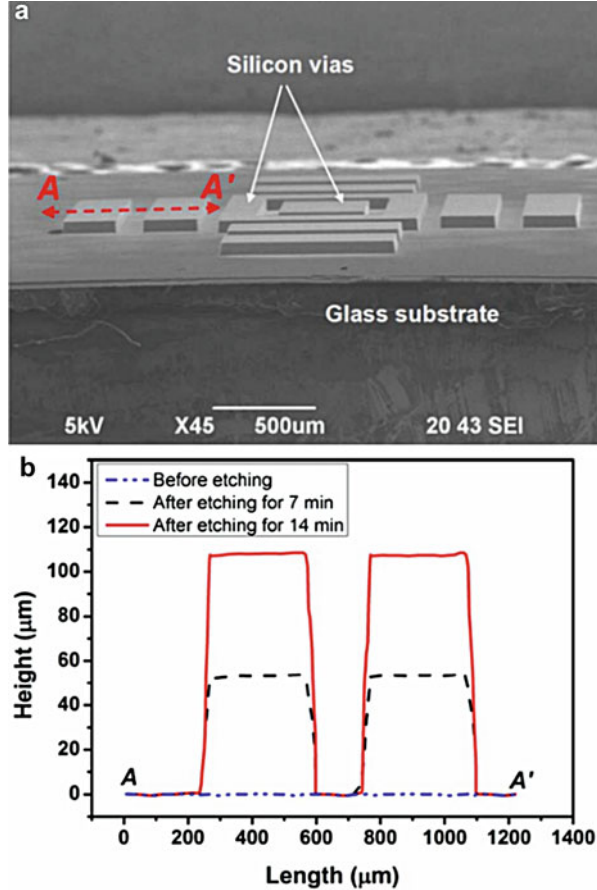 a
Silicon vias
A A'
Glass substrate
5kV X45 500um 20 43 SEI
b
140
120
100
80
60
40
20
0
Height (μm)
Before etching
After etching for 7 min
After etching for 14 min
A A'
0 200 400 600 800 1000 1200 1400
Length (μm)